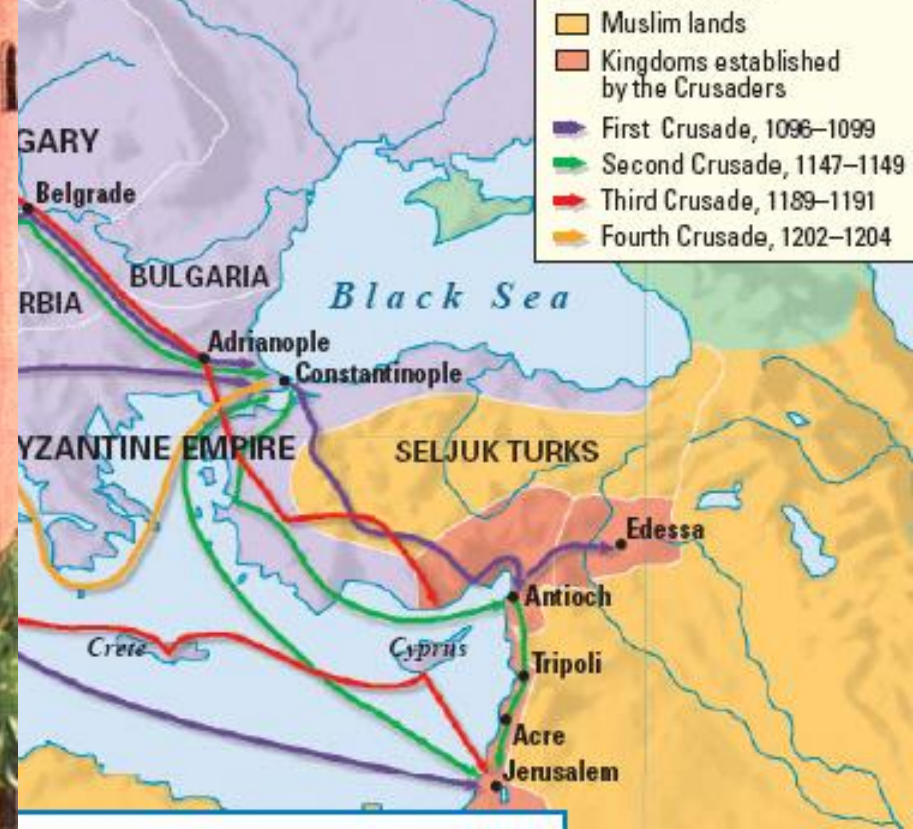 Muslim lands
Kingdoms established
by the Crusaders
First Crusade, 1096–1099
Second Crusade, 1147–1149
Third Crusade, 1189–1191
Fourth Crusade, 1202–1204
GARY
Belgrade
BULGARIA
RBIA
Black Sea
Adrianople
Constantinople
YZANTINE EMPIRE
SELJUK TURKS
Edessa
Antioch
Crete
Cyprus
Tripoli
Acre
Jerusalem